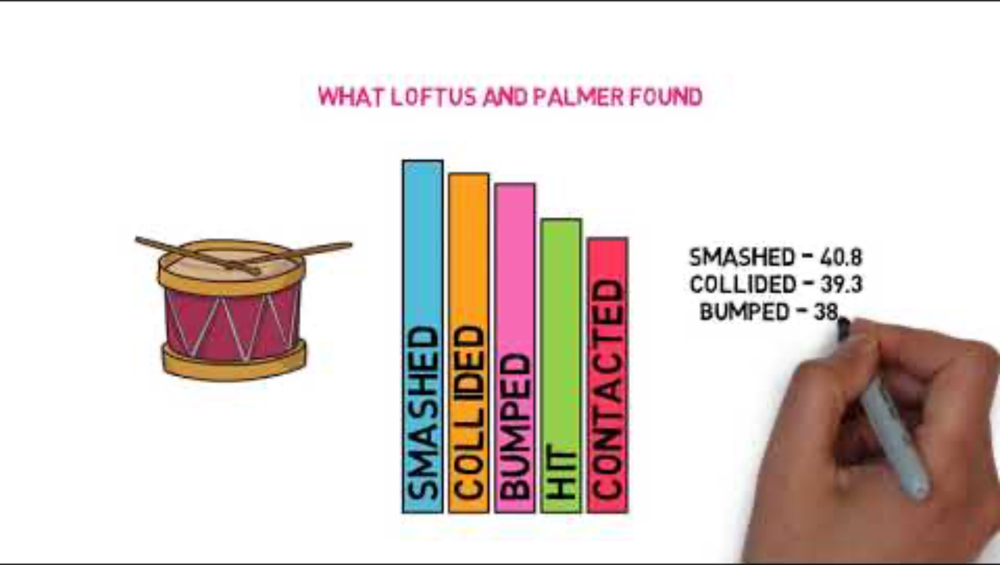 WHAT LOFTUS AND PALMER FOUND
SMASHED
COLLIDED
BUMPED
HIT
CONTACTED
SMASHED - 40.8
COLLIDED - 39.3
BUMPED - 38.